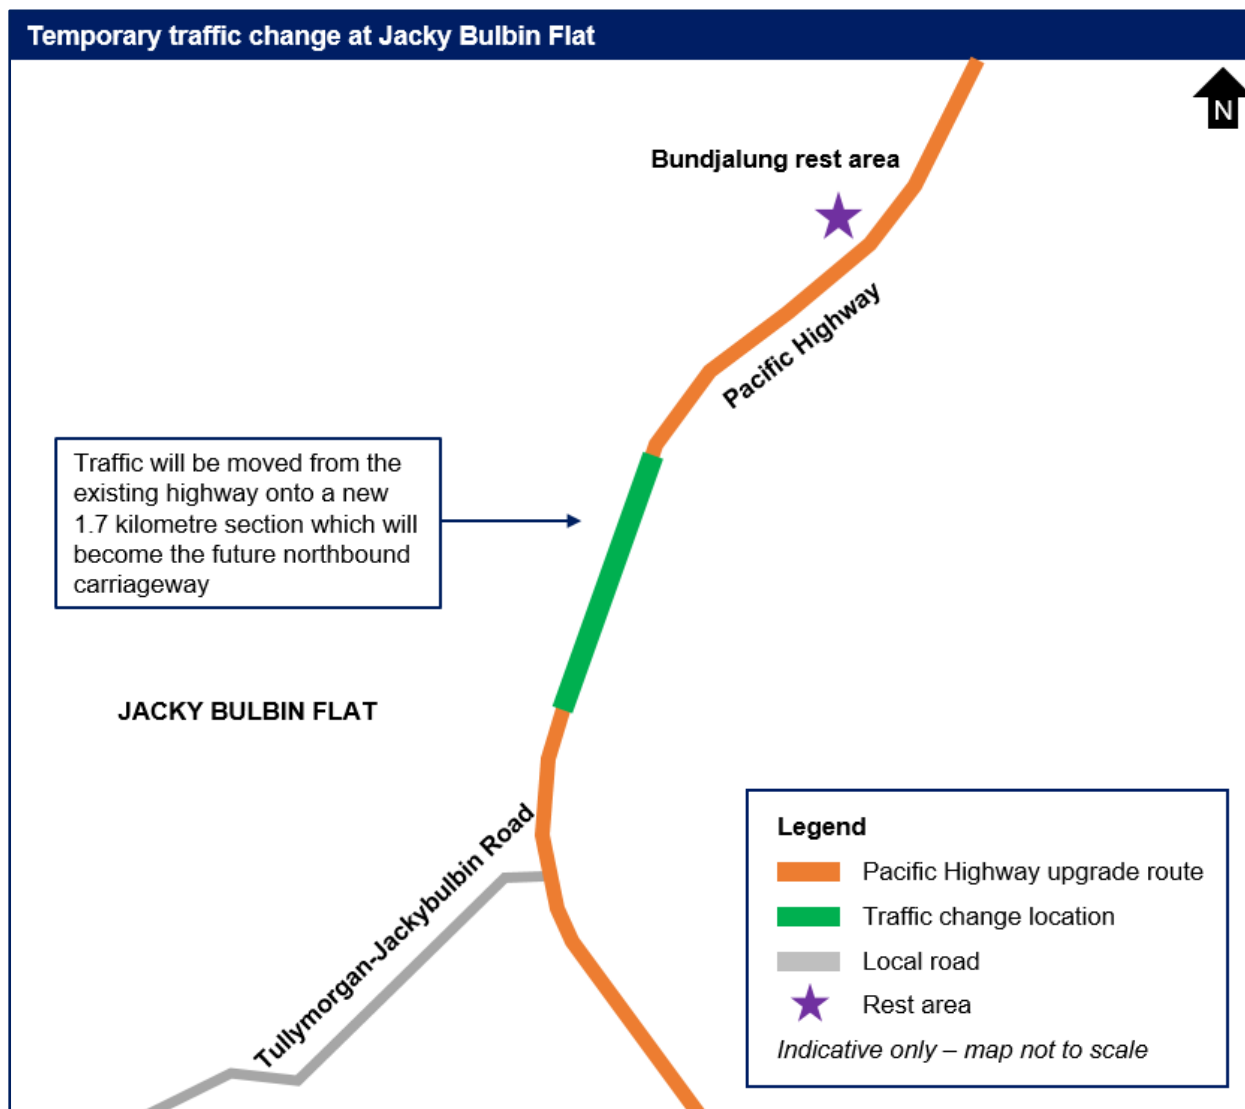 Temporary traffic change at Jacky Bulbin Flat
N
Bundjalung rest area
Pacific Highway
Traffic will be moved from the
existing highway onto a new
1.7 kilometre section which will
become the future northbound
carriageway
JACKY BULBIN FLAT
Tullymorgan-Jackybulbin Road
Legend
Pacific Highway upgrade route
Traffic change location
Local road
Rest area
Indicative only – map not to scale